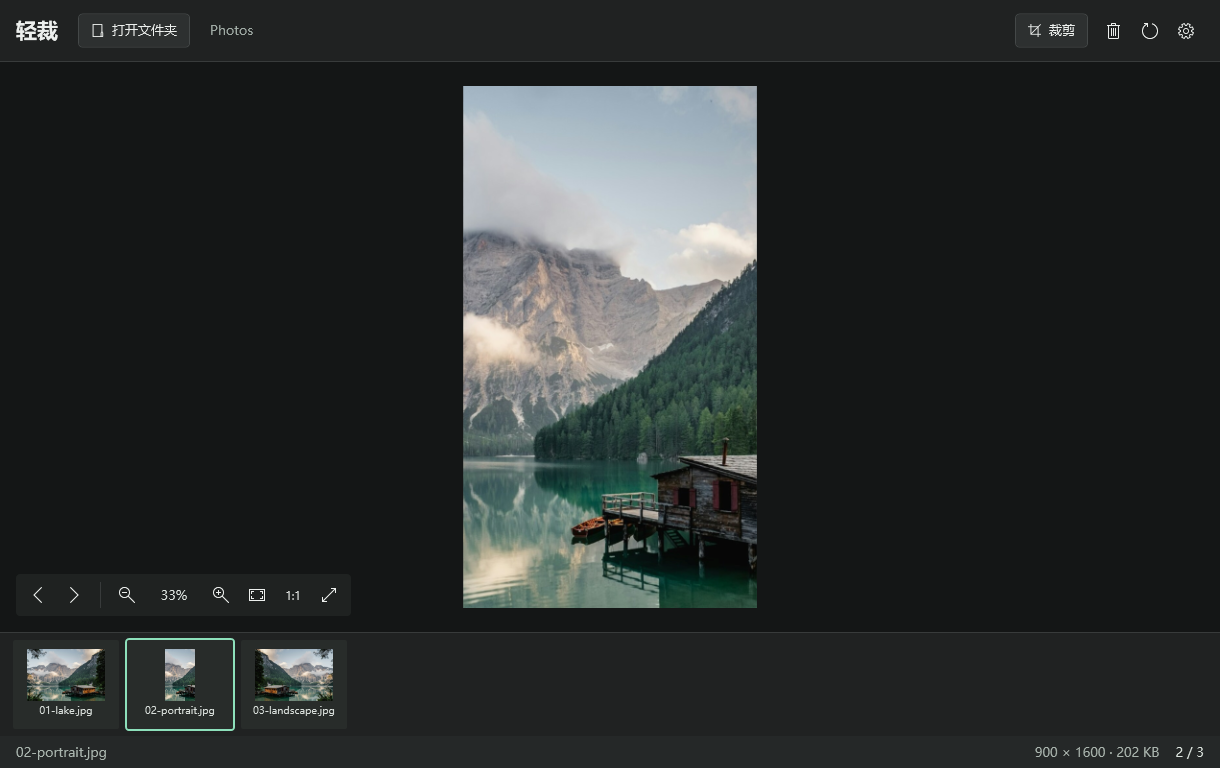 轻裁
打开文件夹
Photos
裁剪
33%
1:1
01-lake.jpg
02-portrait.jpg
03-landscape.jpg
02-portrait.jpg
900 × 1600 · 202 KB
2 / 3